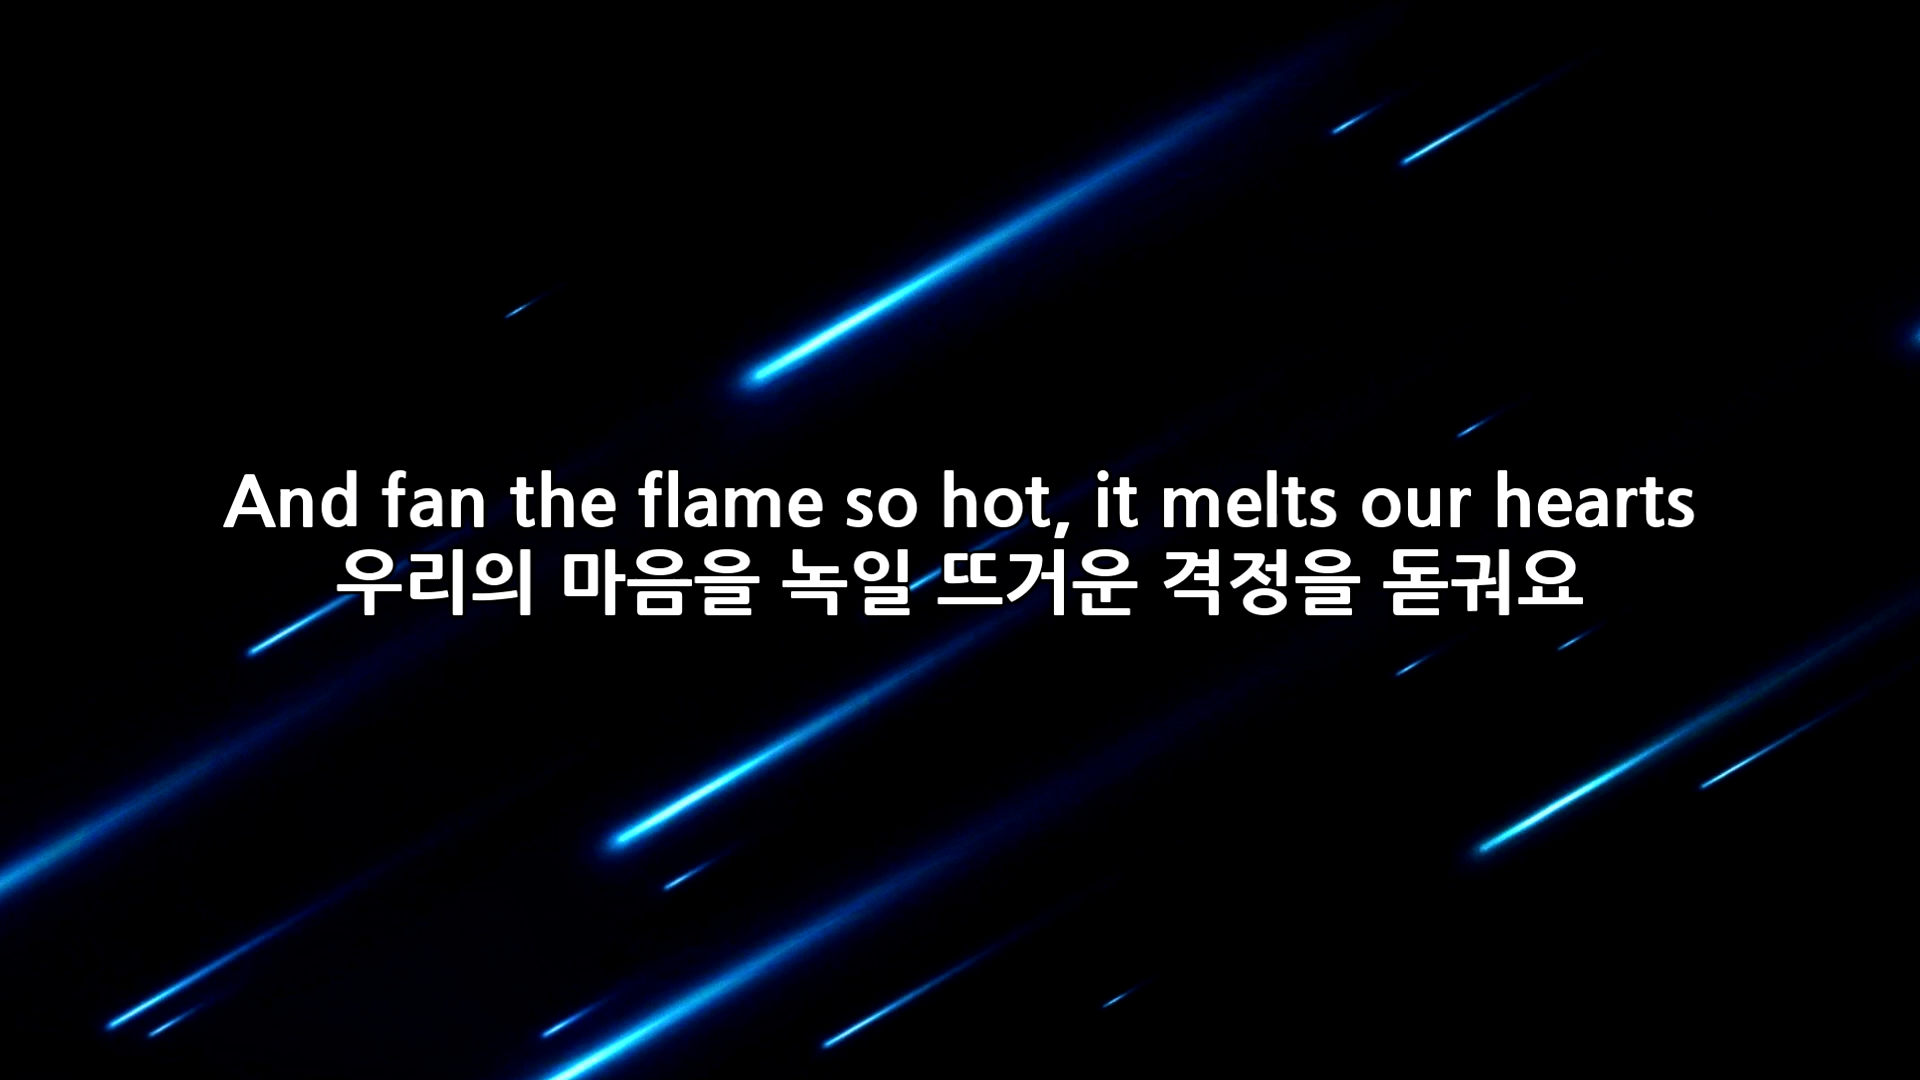 And fan the flame so hot, it melts our hearts
우리의 마음을 녹일 뜨거운 격정을 돋궈요